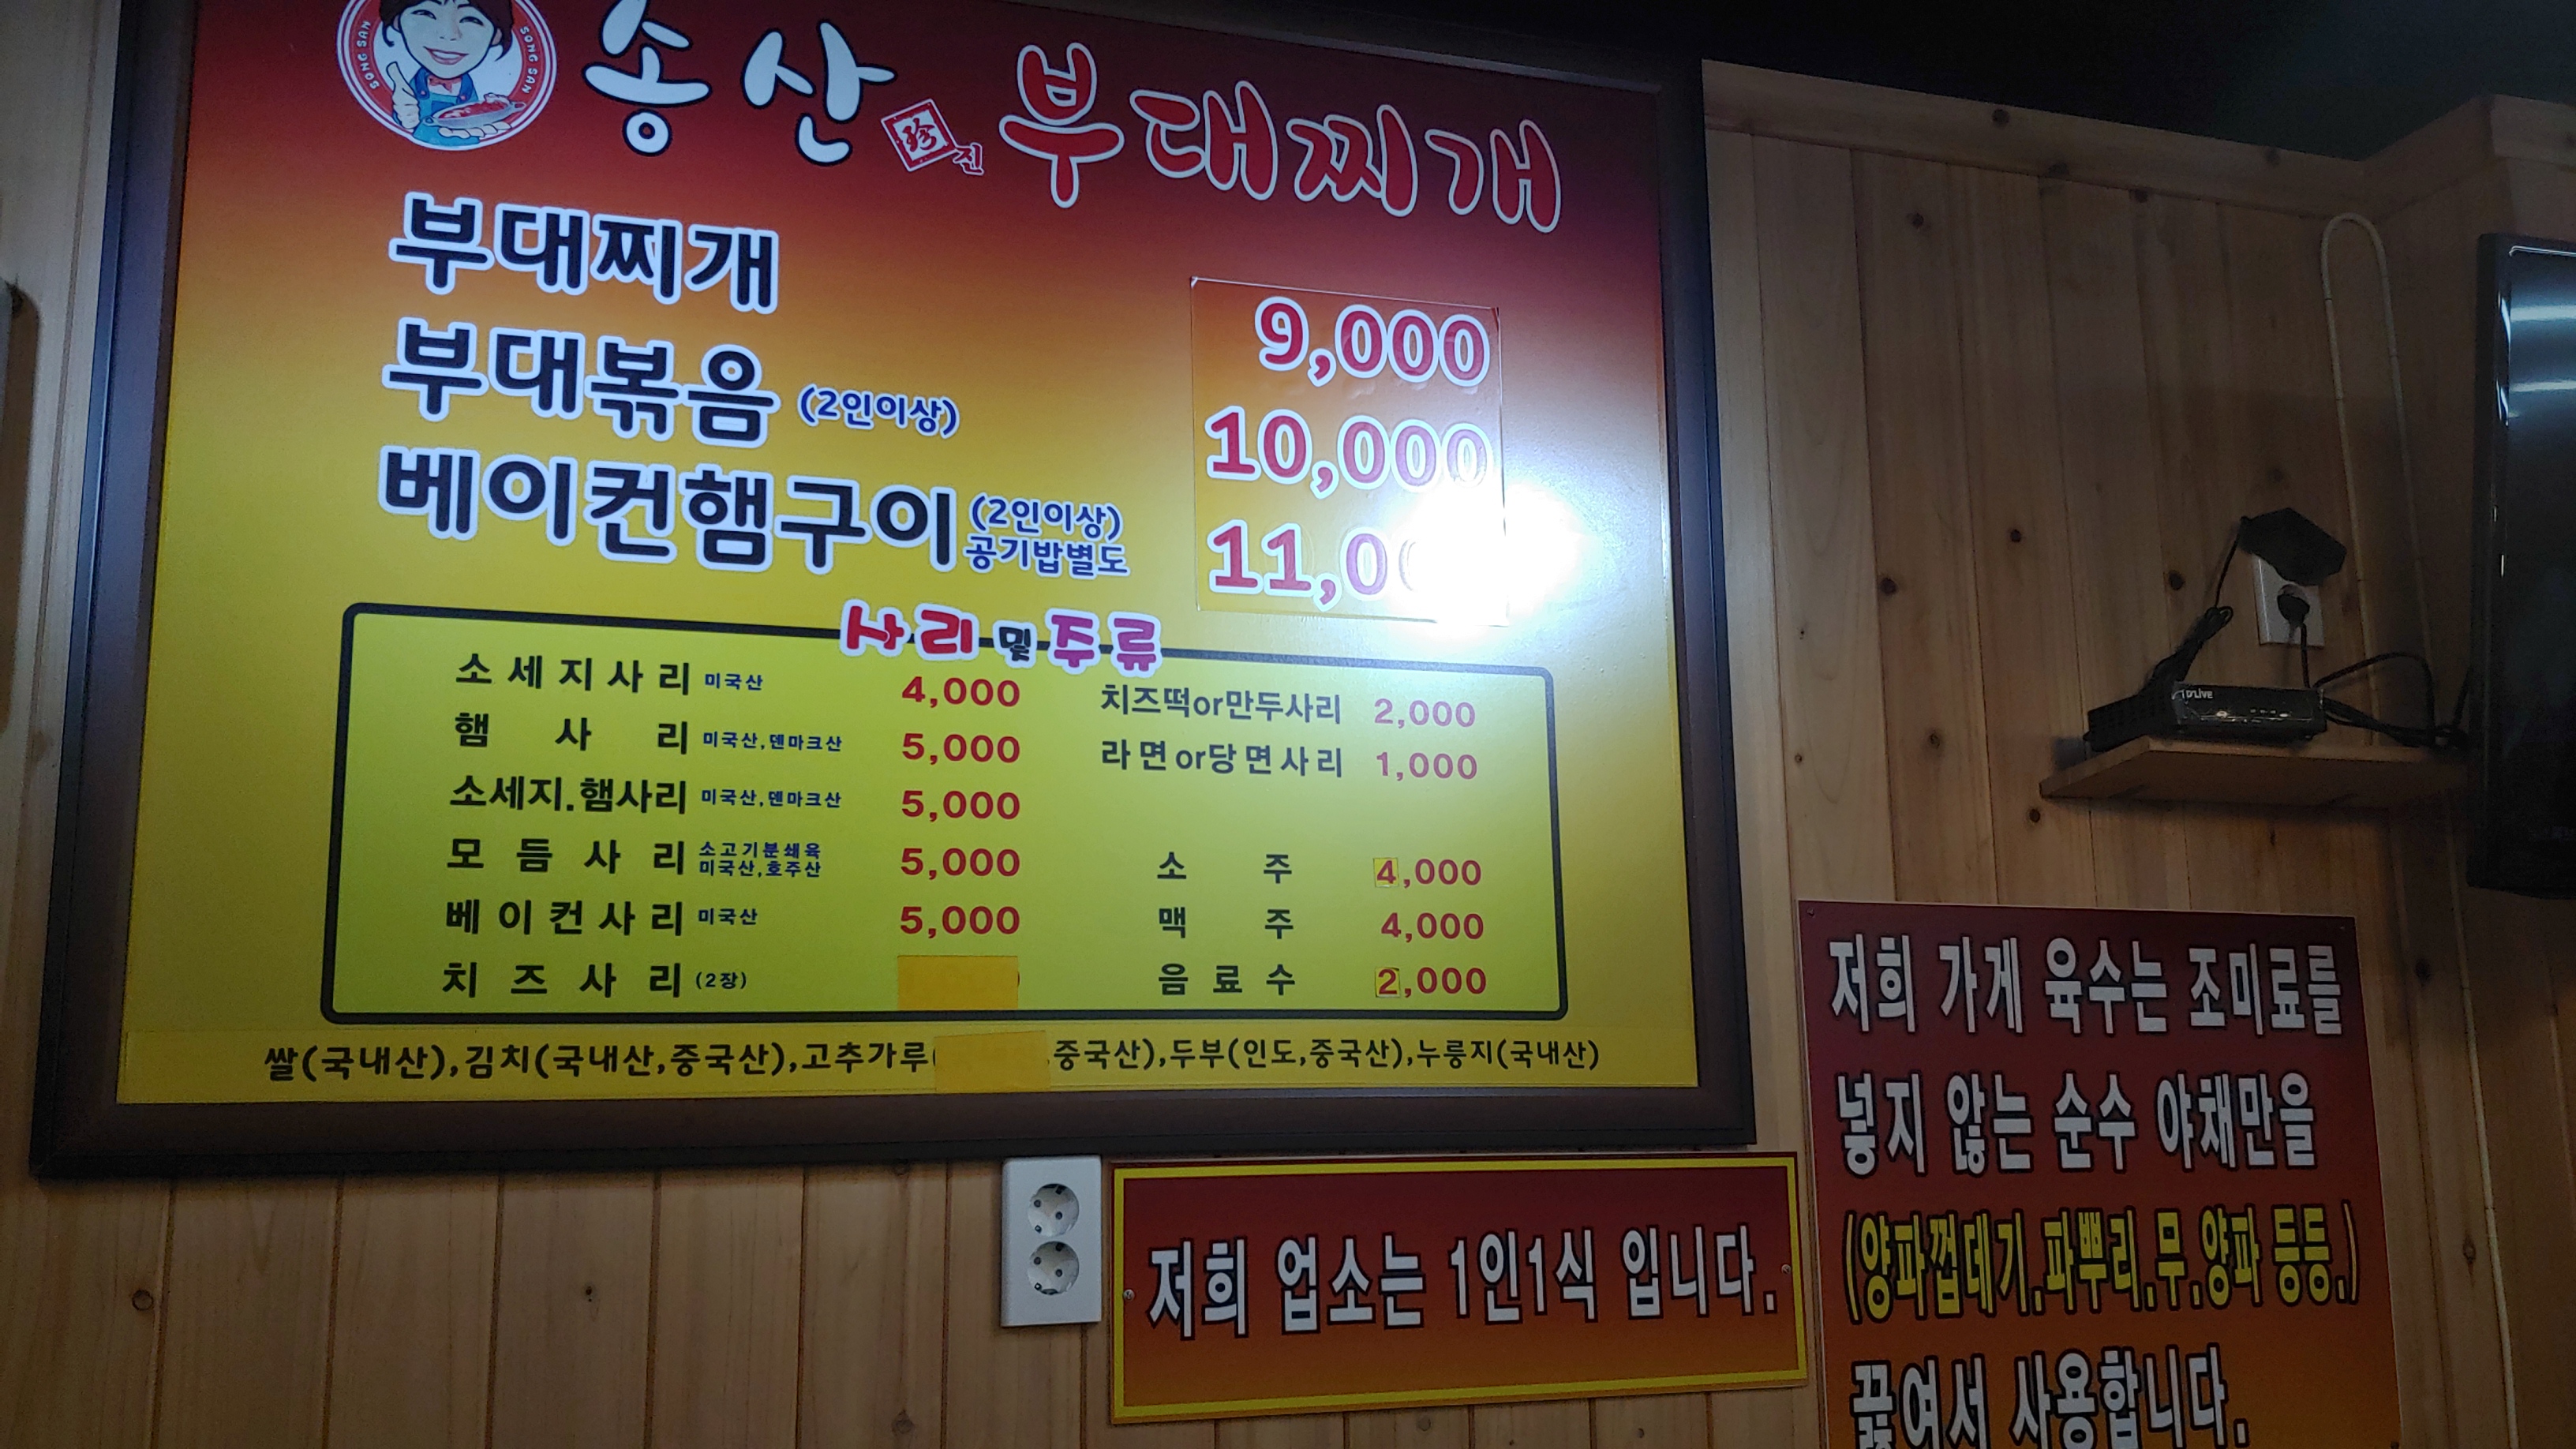 SONG SAN SONG SAN
송산 珍진 부대찌개
부대찌개 9,000
부대볶음 (2인이상) 10,000
베이컨햄구이 (2인이상) 공기밥별도 11,0
사리 및 주류
소세지사리 미국산 4,000
햄사리 미국산,덴마크산 5,000
소세지.햄사리 미국산,덴마크산 5,000
모듬사리 소고기분쇄육 미국산,호주산 5,000
베이컨사리 미국산 5,000
치즈사리 (2장)
치즈떡or만두사리 2,000
라면or당면사리 1,000
소주 4,000
맥주 4,000
음료수 2,000
쌀(국내산),김치(국내산,중국산),고추가루( ,중국산),두부(인도,중국산),누룽지(국내산)
D'LIVE
저희 업소는 1인1식 입니다.
저희 가게 육수는 조미료를
넣지 않는 순수 야채만을
(양파껍데기.파뿌리.무.양파 등등.)
끓여서 사용합니다.